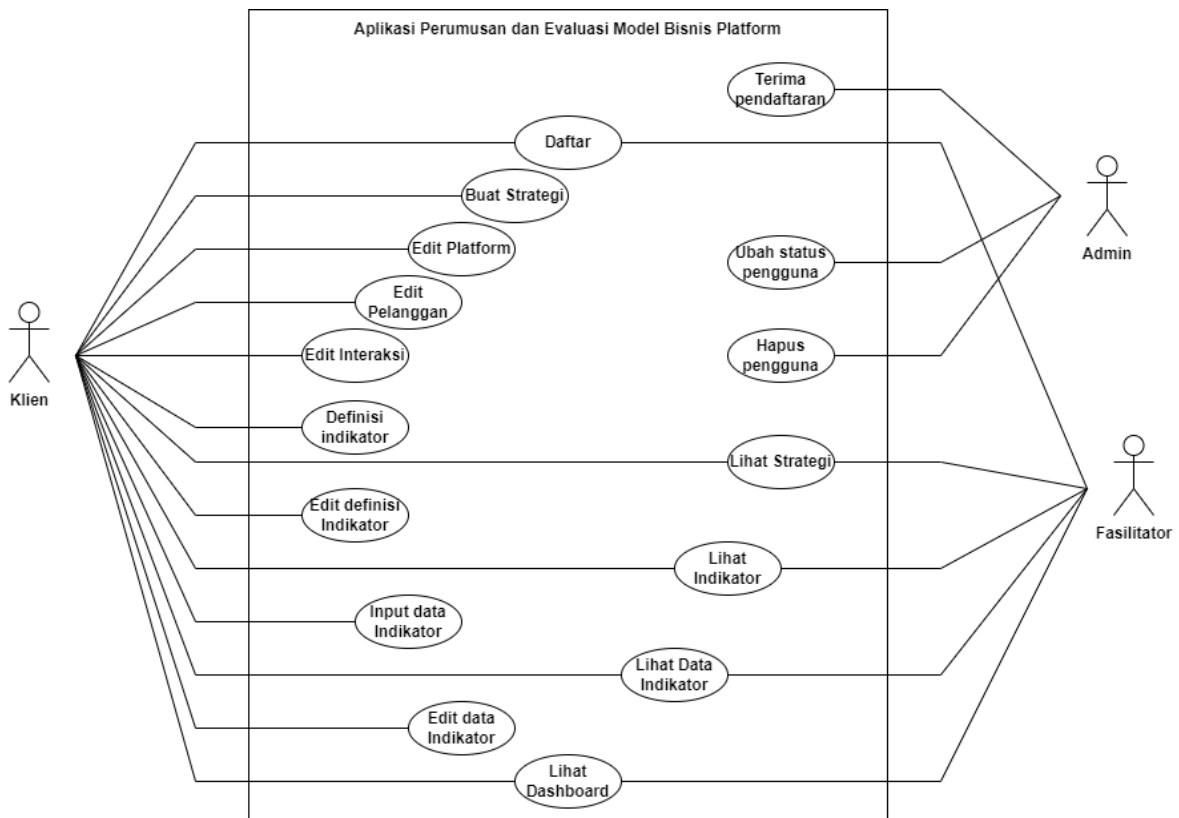 Aplikasi Perumusan dan Evaluasi Model Bisnis Platform
Terima
pendaftaran
Daftar
Buat Strategi
Edit Platform
Ubah status
pengguna
Admin
Edit
Pelanggan
Edit Interaksi
Hapus
pengguna
Klien
Definisi
indikator
Lihat Strategi
Edit definisi
Indikator
Fasilitator
Lihat
Indikator
Input data
Indikator
Lihat Data
Indikator
Edit data
Indikator
Lihat
Dashboard